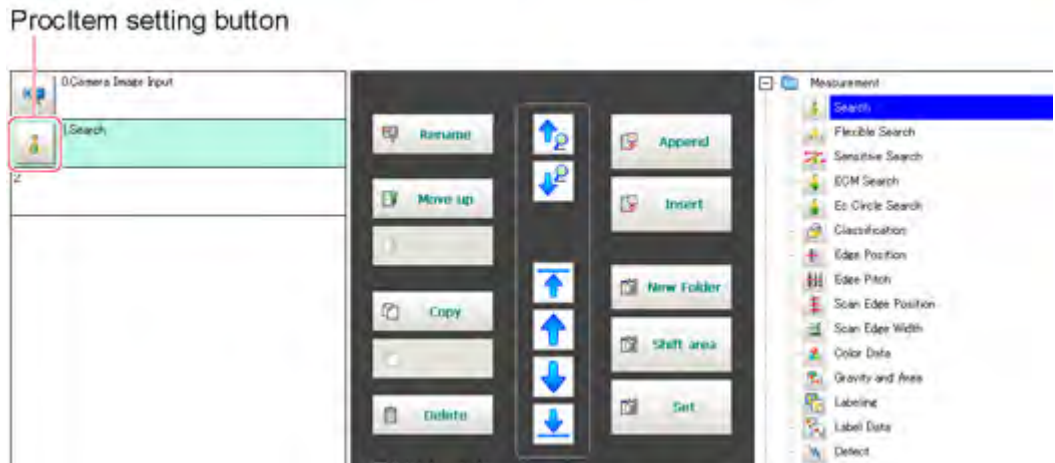 ProcItem setting button
0.Camera Image Input
1.Search
2.
Rename
Move up
Copy
Delete
Append
Insert
New Folder
Shift area
Set
Measurement
Search
Flexible Search
Sensitive Search
ECM Search
Ec Circle Search
Classification
Edge Position
Edge Pitch
Scan Edge Position
Scan Edge Width
Color Data
Gravity and Area
Labeling
Label Data
Defect